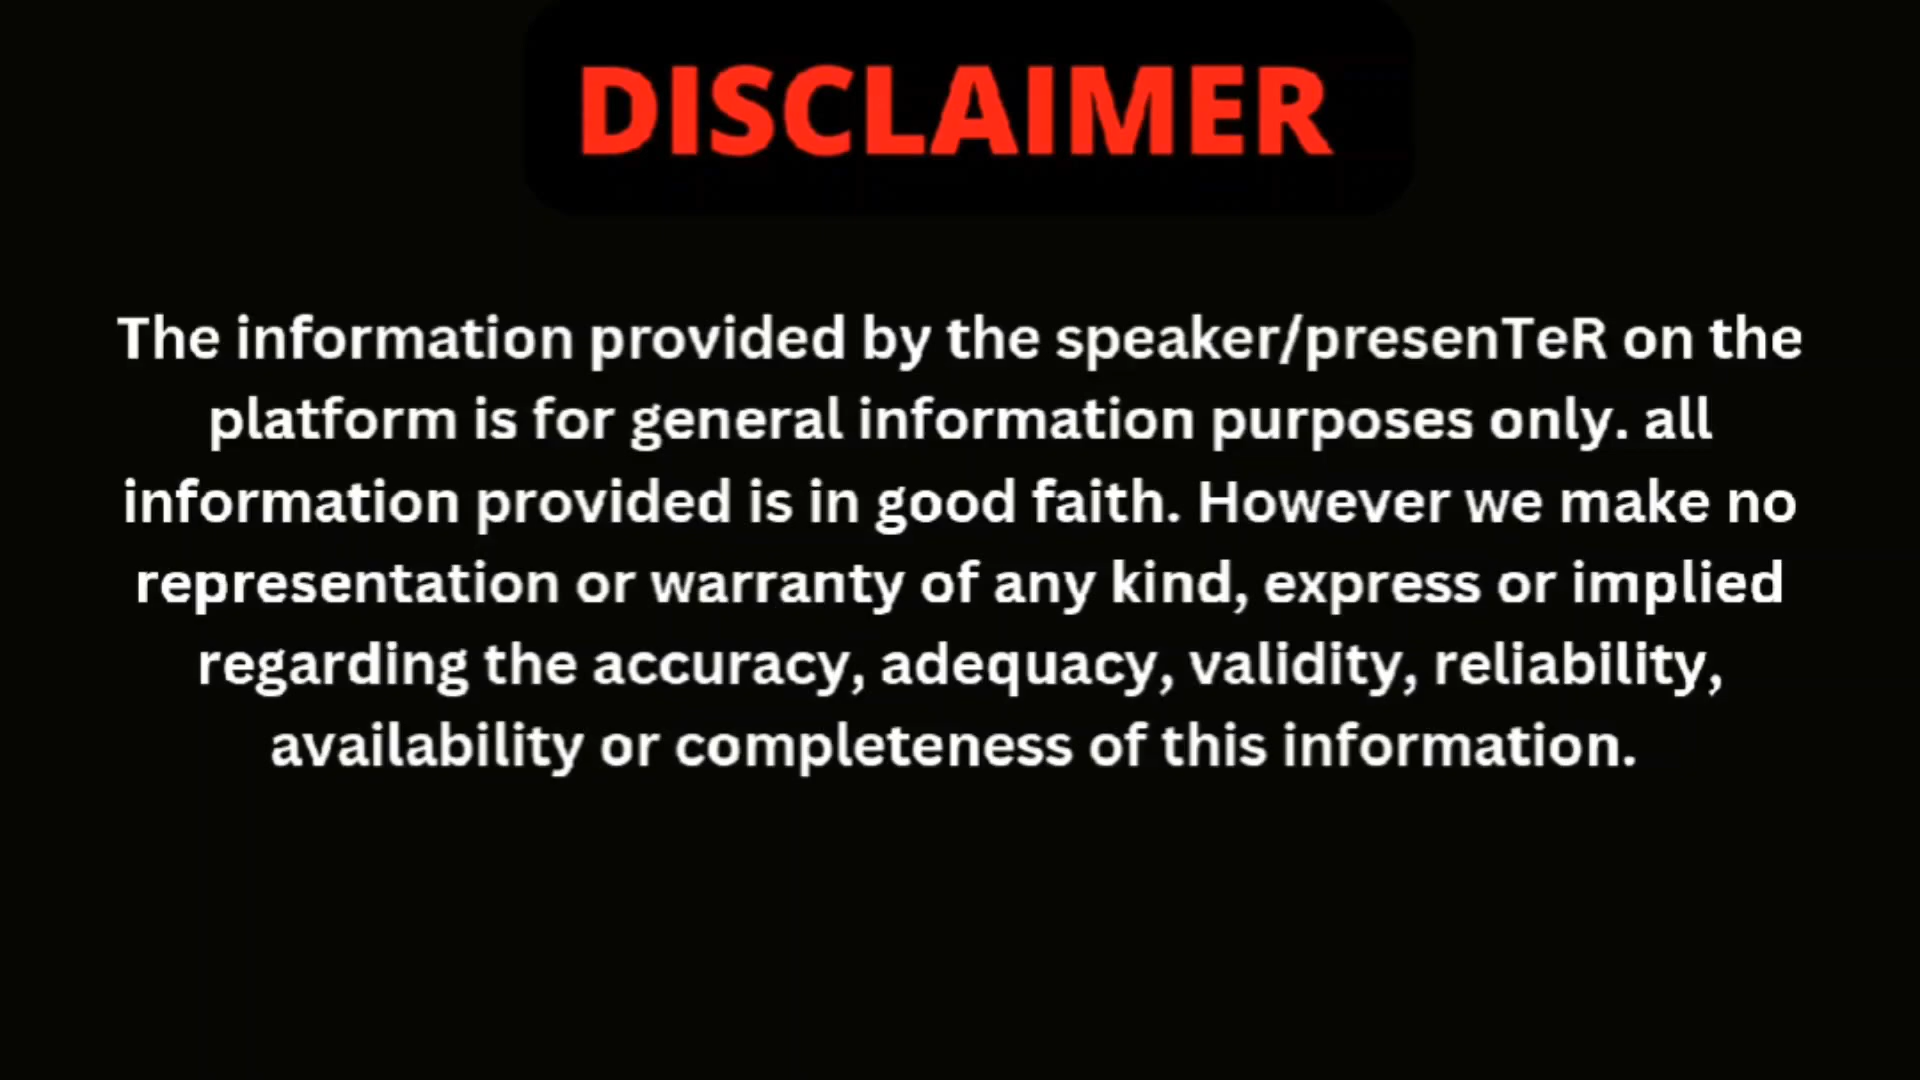 DISCLAIMER
The information provided by the speaker/presenTeR on the
platform is for general information purposes only. all
information provided is in good faith. However we make no
representation or warranty of any kind, express or implied
regarding the accuracy, adequacy, validity, reliability,
availability or completeness of this information.